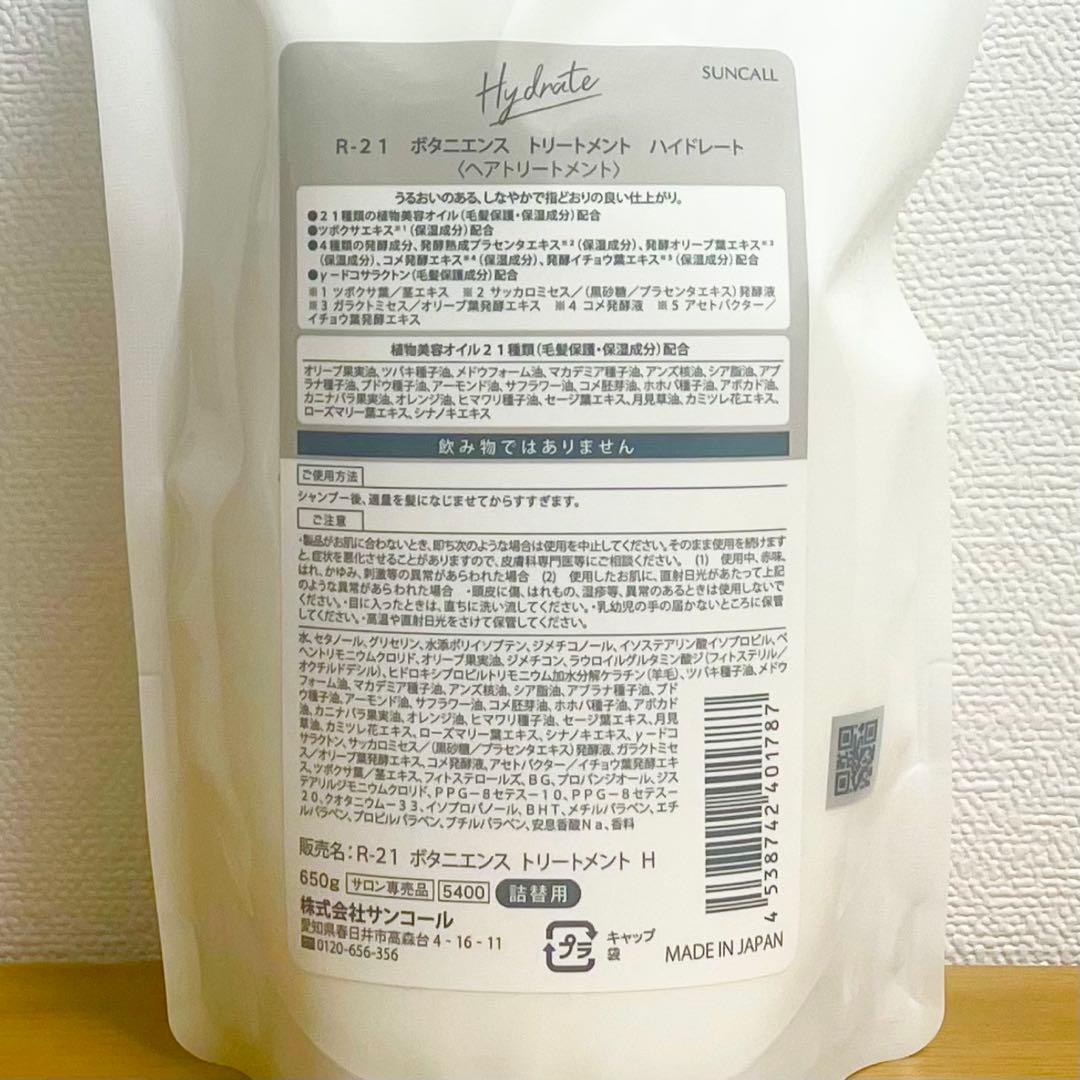 Hydrate
SUNCALL
R-21 ボタニエンス トリートメント ハイドレート
〈ヘアトリートメント〉
うるおいのある、しなやかで指どおりの良い仕上がり。
●21種類の植物美容オイル(毛髪保護・保湿成分)配合
●ツボクサエキス※1(保湿成分)配合
●4種類の発酵成分、発酵熟成プラセンタエキス※2(保湿成分)、発酵オリーブ葉エキス※3
(保湿成分)、コメ発酵エキス※4(保湿成分)、発酵イチョウ葉エキス※5(保湿成分)配合
●γ-ドコサラクトン(毛髪保護成分)配合
※1 ツボクサ葉/茎エキス ※2 サッカロミセス/(黒砂糖/プラセンタエキス)発酵液
※3 ガラクトミセス/オリーブ葉発酵エキス ※4 コメ発酵液 ※5 アセトバクター/
イチョウ葉発酵エキス
植物美容オイル21種類(毛髪保護・保湿成分)配合
オリーブ果実油、ツバキ種子油、メドウフォーム油、マカデミア種子油、アンズ核油、シア脂油、アブ
ラナ種子油、ブドウ種子油、アーモンド油、サフラワー油、コメ胚芽油、ホホバ種子油、アボカド油、
カニナバラ果実油、オレンジ油、ヒマワリ種子油、セージ葉エキス、月見草油、カミツレ花エキス、
ローズマリー葉エキス、シナノキエキス
飲み物ではありません
ご使用方法
シャンプー後、適量を髪になじませてからすすぎます。
ご注意
・製品がお肌に合わないとき、即ち次のような場合は使用を中止してください。そのまま使用を続けます
と、症状を悪化させることがありますので、皮膚科専門医等にご相談ください。 (1) 使用中、赤味、
はれ、かゆみ、刺激等の異常があらわれた場合 (2) 使用したお肌に、直射日光があたって上記
のような異常があらわれた場合 ・頭皮に傷、はれもの、湿疹等、異常のあるときは使用しないで
ください。・目に入ったときは、直ちに洗い流してください。・乳幼児の手の届かないところに保管
してください。・高温や直射日光をさけて保管してください。
水、セタノール、グリセリン、水添ポリイソブテン、ジメチコノール、イソステアリン酸イソプロピル、ベ
ヘントリモニウムクロリド、オリーブ果実油、ジメチコン、ラウロイルグルタミン酸ジ(フィトステリル/
オクチルドデシル)、ヒドロキシプロピルトリモニウム加水分解ケラチン(羊毛)、ツバキ種子油、メドウ
フォーム油、マカデミア種子油、アンズ核油、シア脂油、アブラナ種子油、ブド
ウ種子油、アーモンド油、サフラワー油、コメ胚芽油、ホホバ種子油、アボカド
油、カニナバラ果実油、オレンジ油、ヒマワリ種子油、セージ葉エキス、月見
草油、カミツレ花エキス、ローズマリー葉エキス、シナノキエキス、γ-ドコ
サラクトン、サッカロミセス/(黒砂糖/プラセンタエキス)発酵液、ガラクトミセ
ス/オリーブ葉発酵エキス、コメ発酵液、アセトバクター/イチョウ葉発酵エキ
ス、ツボクサ葉/茎エキス、フィトステロールズ、BG、プロパンジオール、ジス
テアリルジモニウムクロリド、PPG-8セテス-10、PPG-8セテス-
20、クオタニウム-33、イソプロパノール、BHT、メチルパラベン、エチ
ルパラベン、プロピルパラベン、ブチルパラベン、安息香酸Na、香料
販売名:R-21 ボタニエンス トリートメント H
650g サロン専売品 5400 詰替用
株式会社サンコール
愛知県春日井市高森台4-16-11
0120-656-356
プラ
キャップ
袋
MADE IN JAPAN
4 538742 401787